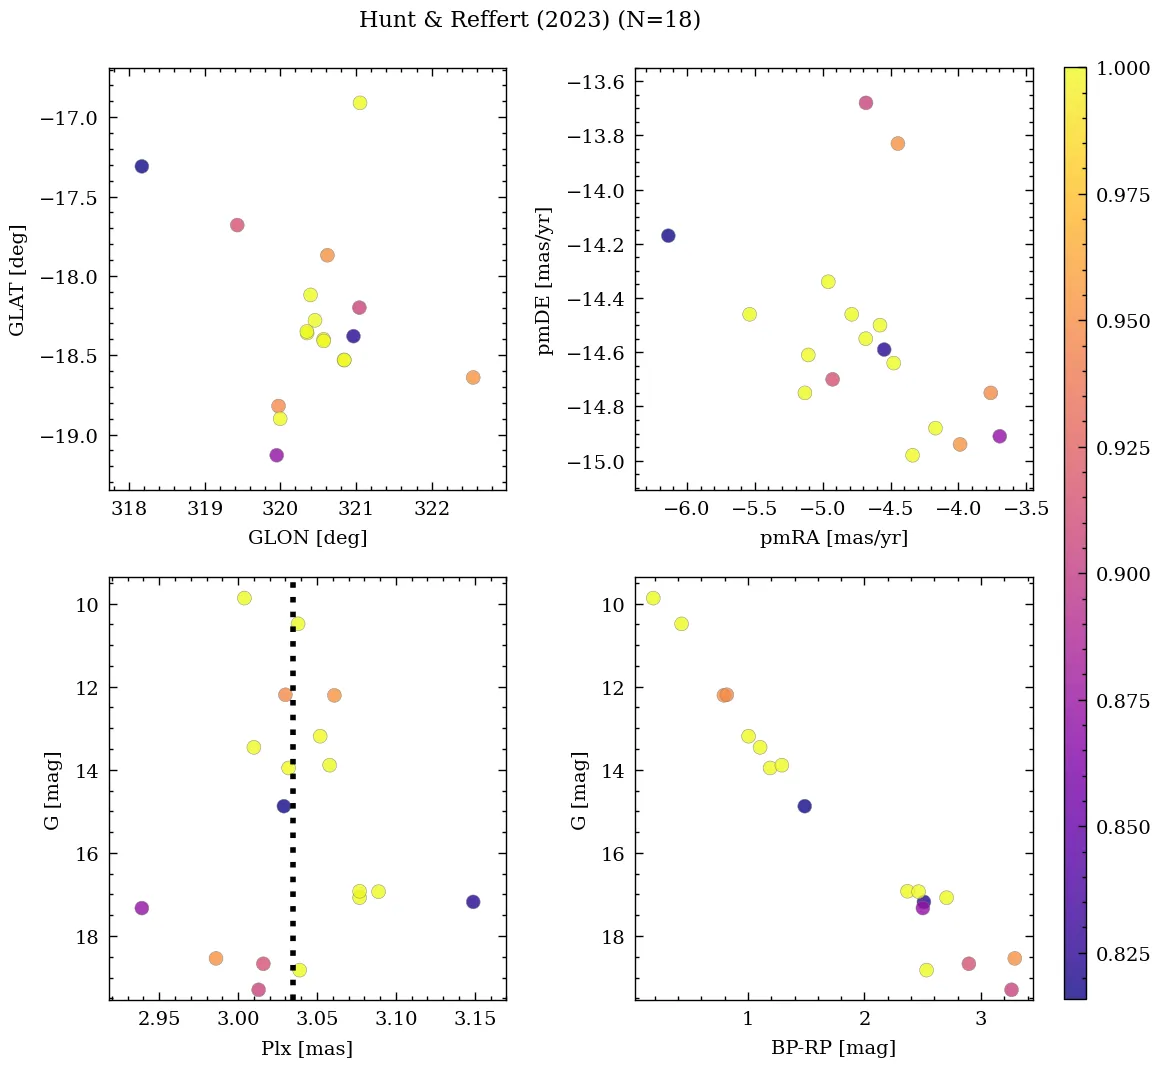 Hunt & Reffert (2023) (N=18)
−17.0
−17.5
−18.0
−18.5
−19.0
GLAT [deg]
318 319 320 321 322
GLON [deg]
−13.6
−13.8
−14.0
−14.2
−14.4
−14.6
−14.8
−15.0
pmDE [mas/yr]
−6.0 −5.5 −5.0 −4.5 −4.0 −3.5
pmRA [mas/yr]
10
12
14
16
18
G [mag]
2.95 3.00 3.05 3.10 3.15
Plx [mas]
10
12
14
16
18
G [mag]
1 2 3
BP-RP [mag]
1.000
0.975
0.950
0.925
0.900
0.875
0.850
0.825